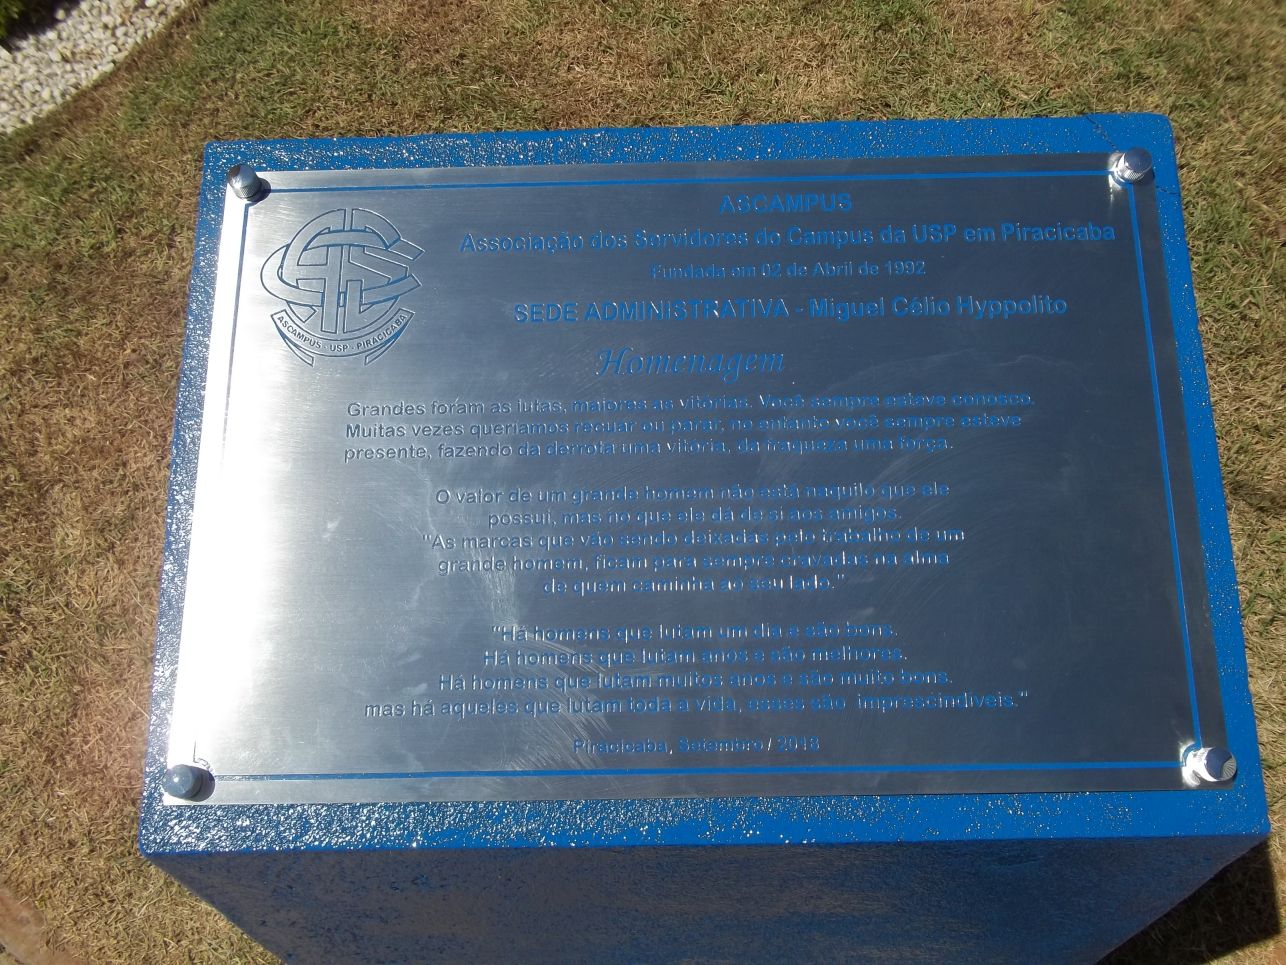 ASCAMPUS
Associação dos Servidores do Campus da USP em Piracicaba
Fundada em 02 de Abril de 1992
SEDE ADMINISTRATIVA - Miguel Célio Hyppolito
ASCAMPUS - USP - PIRACICABA
Homenagem
Grandes foram as lutas, maiores as vitórias. Você sempre esteve conosco.
Muitas vezes queríamos recuar ou parar, no entanto você sempre esteve
presente, fazendo da derrota uma vitória, da fraqueza uma força.
O valor de um grande homem não está naquilo que ele
possui, mas no que ele dá de si aos amigos.
"As marcas que vão sendo deixadas pelo trabalho de um
grande homem, ficam para sempre cravadas na alma
de quem caminha ao seu lado."
"Há homens que lutam um dia e são bons.
Há homens que lutam anos e são melhores.
Há homens que lutam muitos anos e são muito bons.
mas há aqueles que lutam toda a vida, esses são imprescindíveis."
Piracicaba, Setembro / 2018